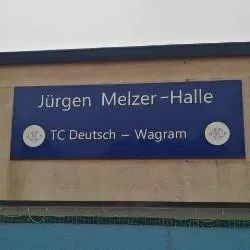 Jürgen Melzer-Halle
TC Deutsch - Wagram